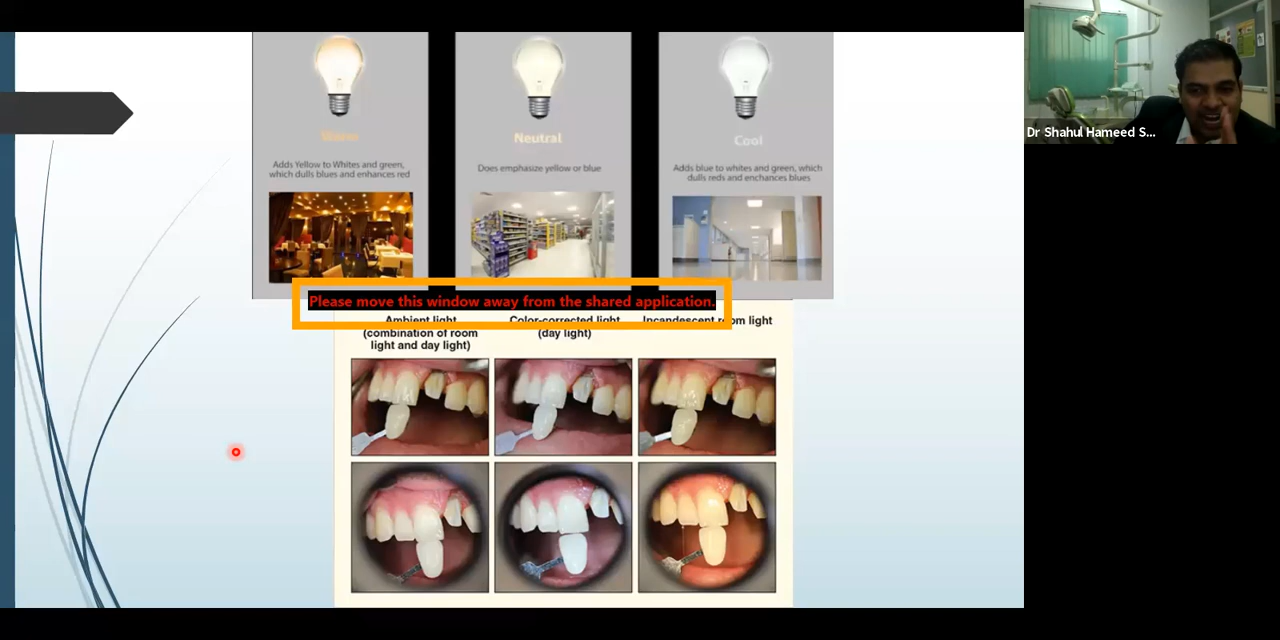 Warm
Adds Yellow to Whites and green,
which dulls blues and enhances red
Neutral
Does emphasize yellow or blue
Cool
Adds blue to whites and green, which
dulls reds and enchances blues
Please move this window away from the shared application.
Ambient light
(combination of room
light and day light)
Color-corrected light
(day light)
Incandescent room light
Dr Shahul Hameed S...